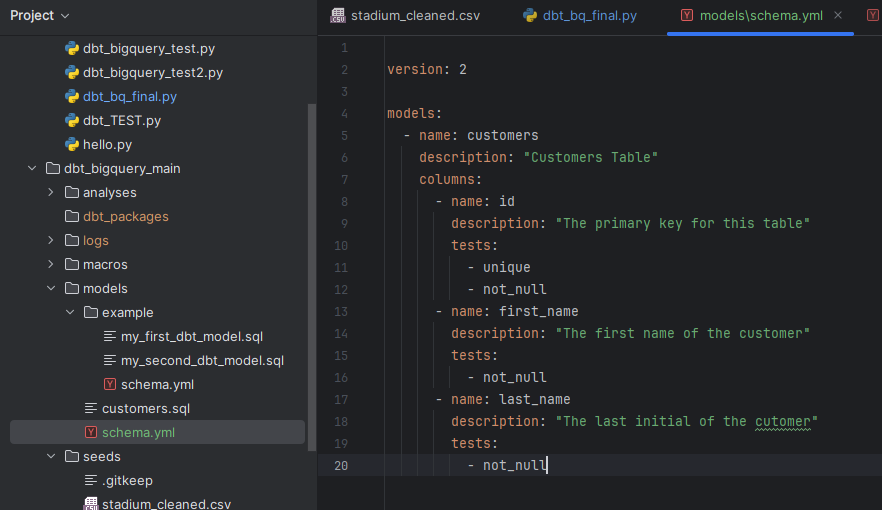 Project
dbt_bigquery_test.py
dbt_bigquery_test2.py
dbt_bq_final.py
dbt_TEST.py
hello.py
dbt_bigquery_main
analyses
dbt_packages
logs
macros
models
example
my_first_dbt_model.sql
my_second_dbt_model.sql
schema.yml
customers.sql
schema.yml
seeds
.gitkeep
stadium_cleaned.csv
stadium_cleaned.csv dbt_bq_final.py models\schema.yml
1
2 version: 2
3
4 models:
5 - name: customers
6 description: "Customers Table"
7 columns:
8 - name: id
9 description: "The primary key for this table"
10 tests:
11 - unique
12 - not_null
13 - name: first_name
14 description: "The first name of the customer"
15 tests:
16 - not_null
17 - name: last_name
18 description: "The last initial of the cutomer"
19 tests:
20 - not_null